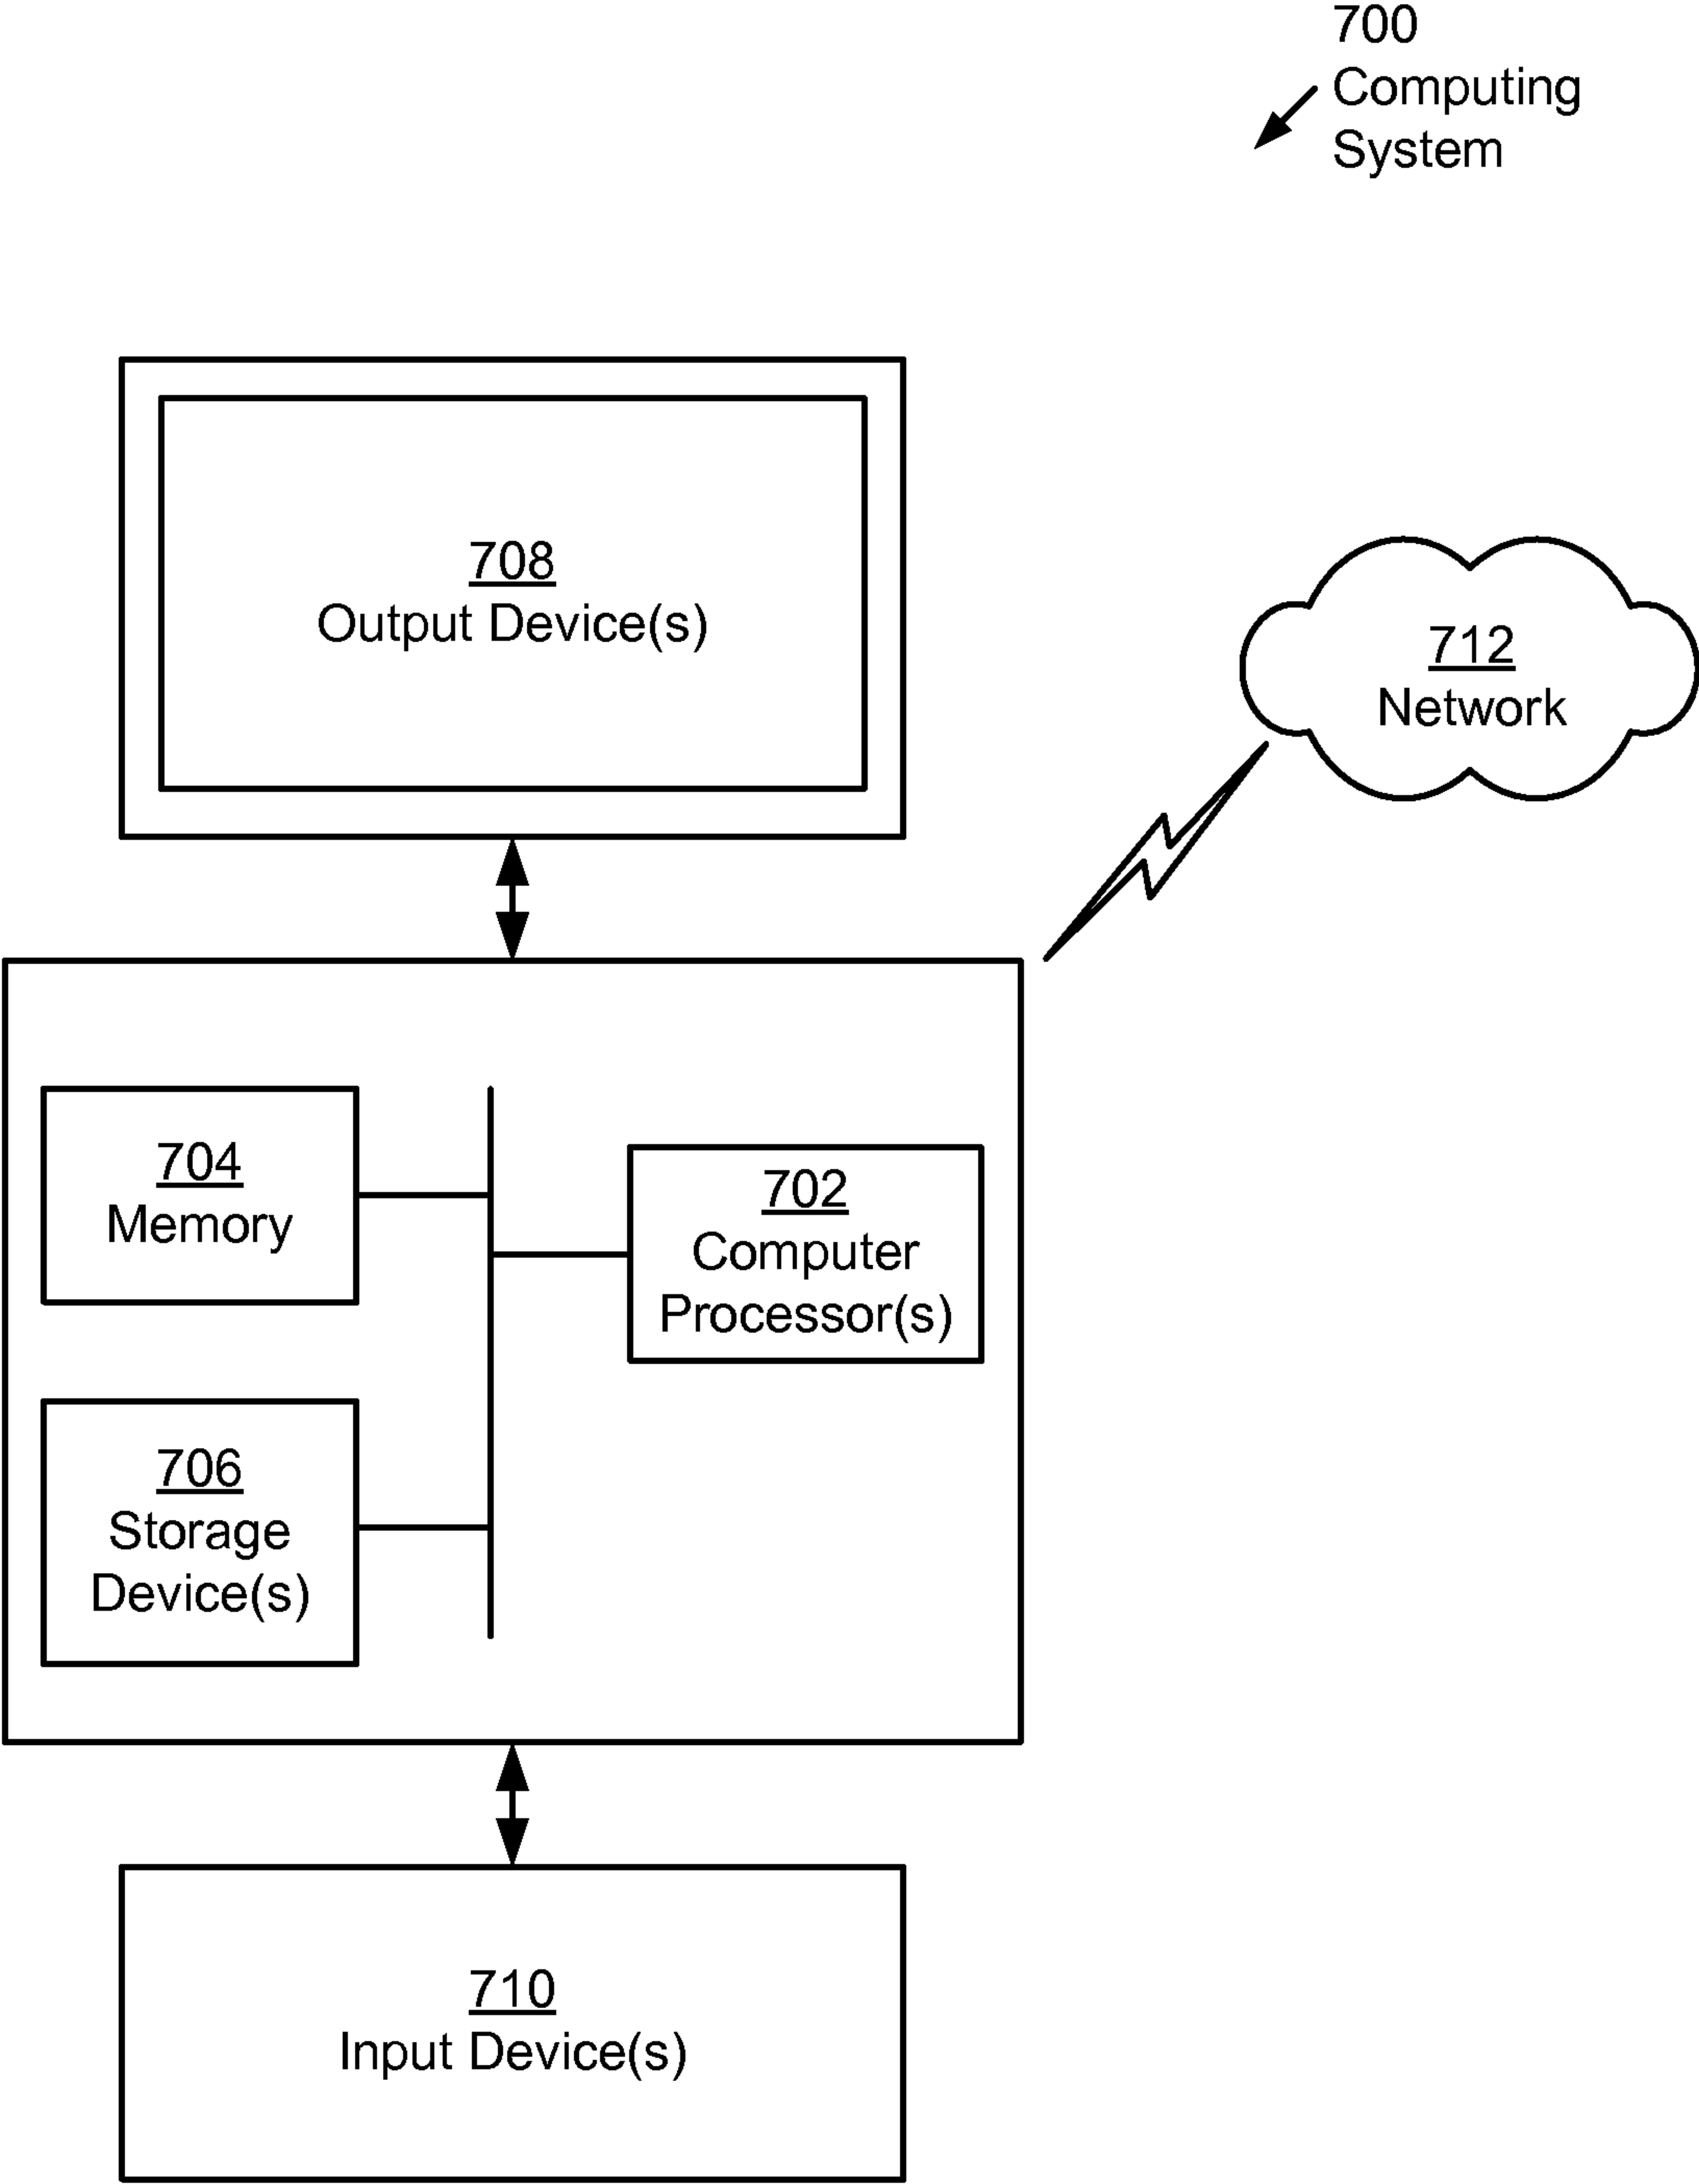 700
Computing
System
708
Output Device(s)
712
Network
704
Memory
702
Computer
Processor(s)
706
Storage
Device(s)
710
Input Device(s)